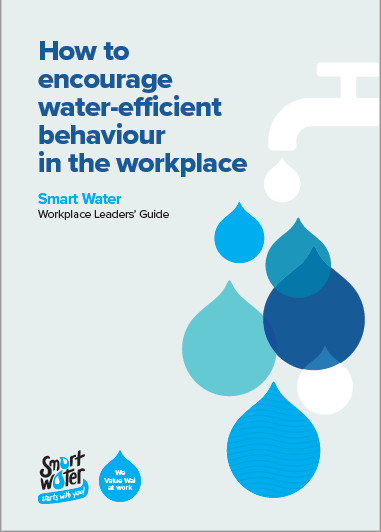 How to
encourage
water-efficient
behaviour
in the workplace
Smart Water
Workplace Leaders' Guide
Smart
water
starts with you!
We
Value Wai
at work